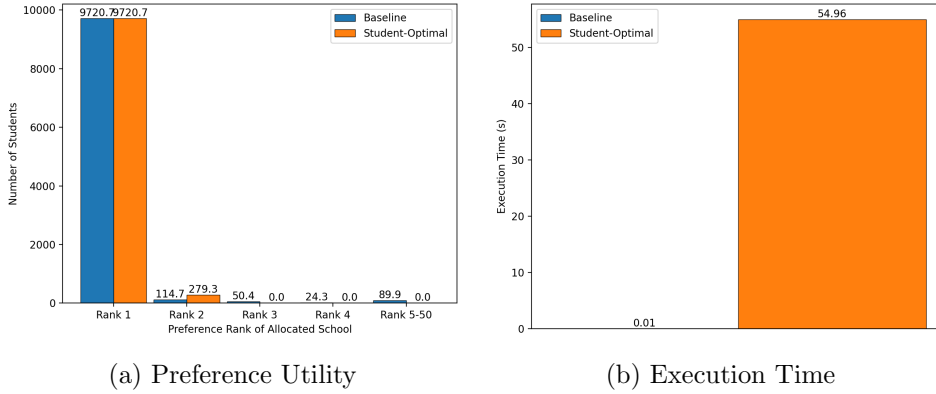 9720.7 9720.7
10000
Baseline
Student-Optimal
8000
6000
4000
2000
0
Number of Students
114.7 279.3 50.4 0.0 24.3 0.0 89.9 0.0
Rank 1 Rank 2 Rank 3 Rank 4 Rank 5-50
Preference Rank of Allocated School
(a) Preference Utility
54.96
Baseline
Student-Optimal
50
40
30
20
10
0
Execution Time (s)
0.01
(b) Execution Time